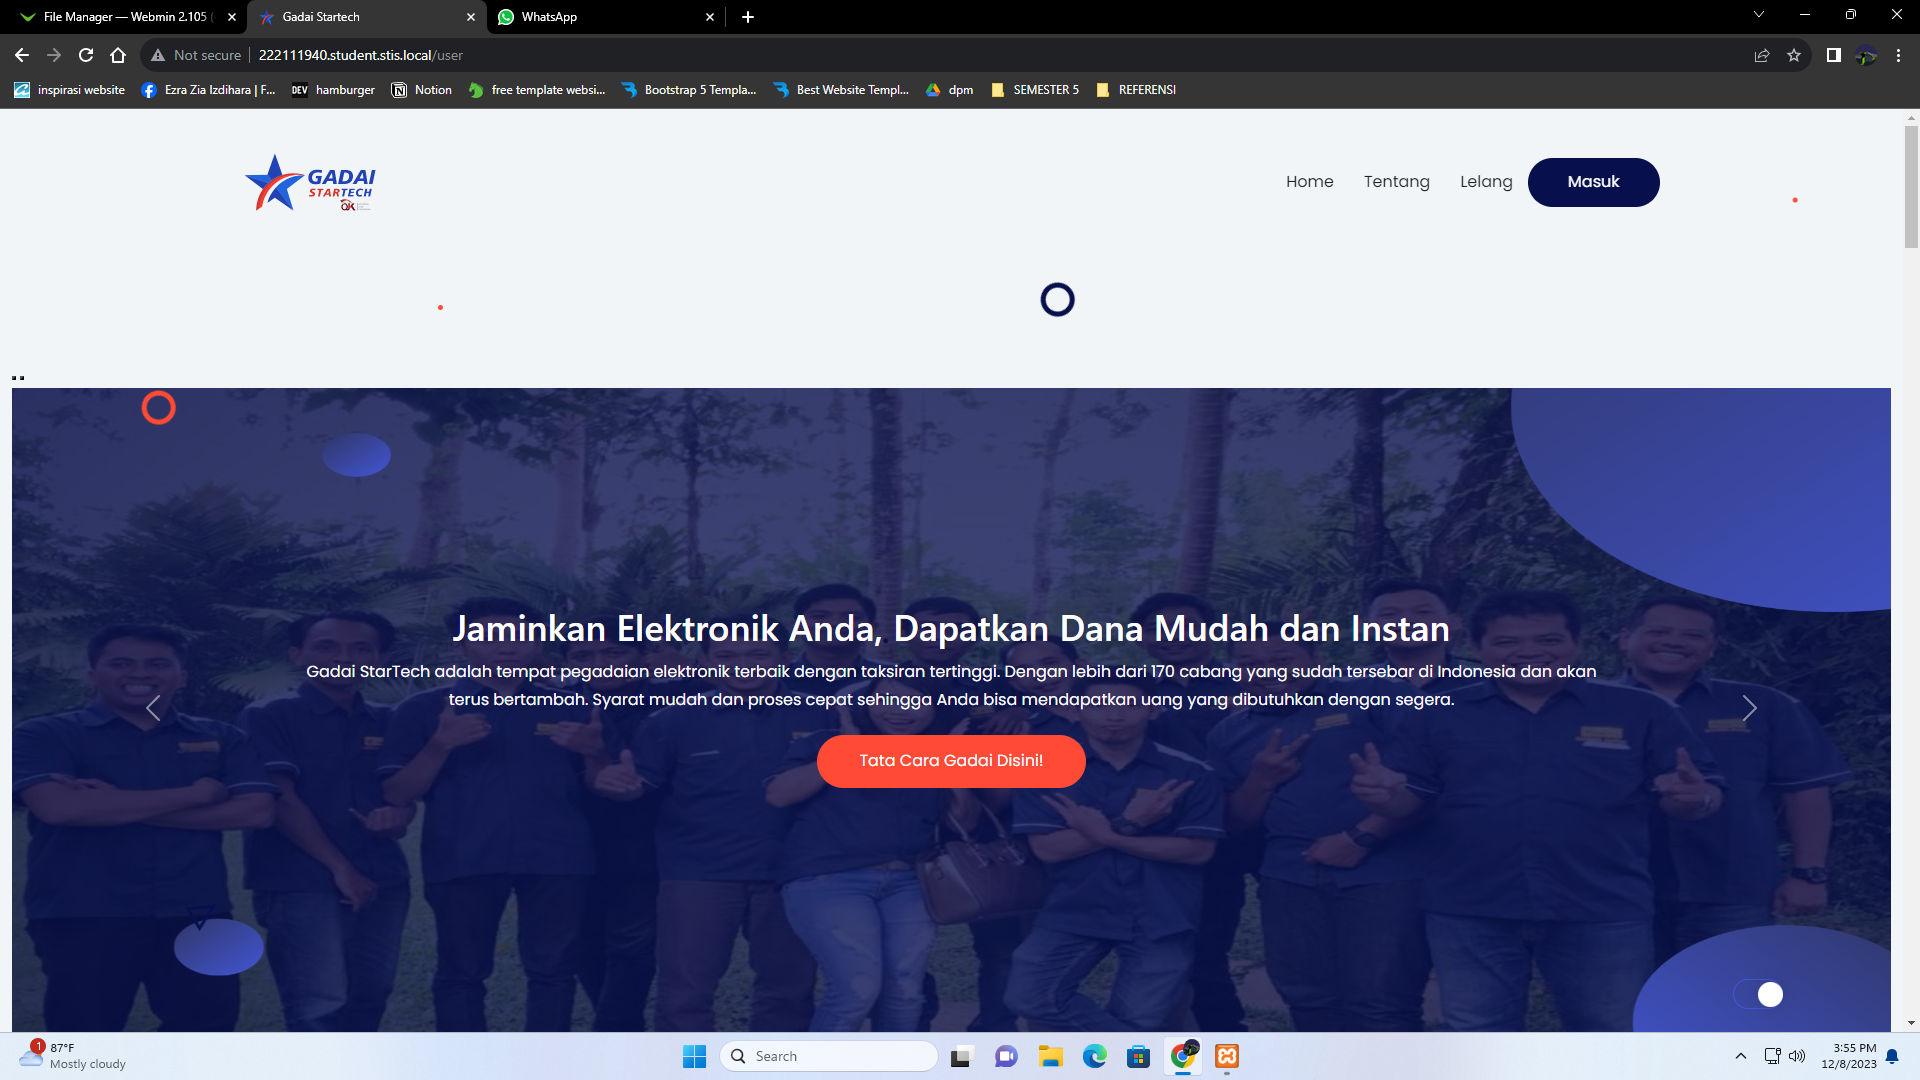 File Manager — Webmin 2.105
Gadai Startech
WhatsApp
Not secure
222111940.student.stis.local/user
inspirasi website
Ezra Zia Izdihara | F...
DEV
hamburger
Notion
free template websi...
Bootstrap 5 Templa...
Best Website Templ...
dpm
SEMESTER 5
REFERENSI
GADAI
STARTECH
Home
Tentang
Lelang
Masuk
Jaminkan Elektronik Anda, Dapatkan Dana Mudah dan Instan
Gadai StarTech adalah tempat pegadaian elektronik terbaik dengan taksiran tertinggi. Dengan lebih dari 170 cabang yang sudah tersebar di Indonesia dan akan
terus bertambah. Syarat mudah dan proses cepat sehingga Anda bisa mendapatkan uang yang dibutuhkan dengan segera.
Tata Cara Gadai Disini!
1
87°F
Mostly cloudy
Search
3:55 PM
12/8/2023